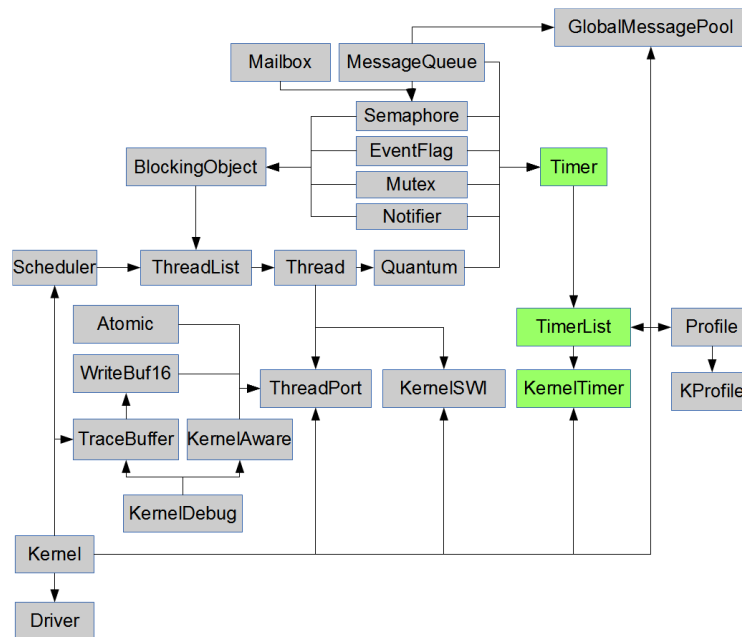 GlobalMessagePool
Mailbox
MessageQueue
Semaphore
EventFlag
BlockingObject
Timer
Mutex
Notifier
Scheduler
ThreadList
Thread
Quantum
Atomic
TimerList
Profile
WriteBuf16
ThreadPort
KernelSWI
KernelTimer
KProfile
TraceBuffer
KernelAware
KernelDebug
Kernel
Driver